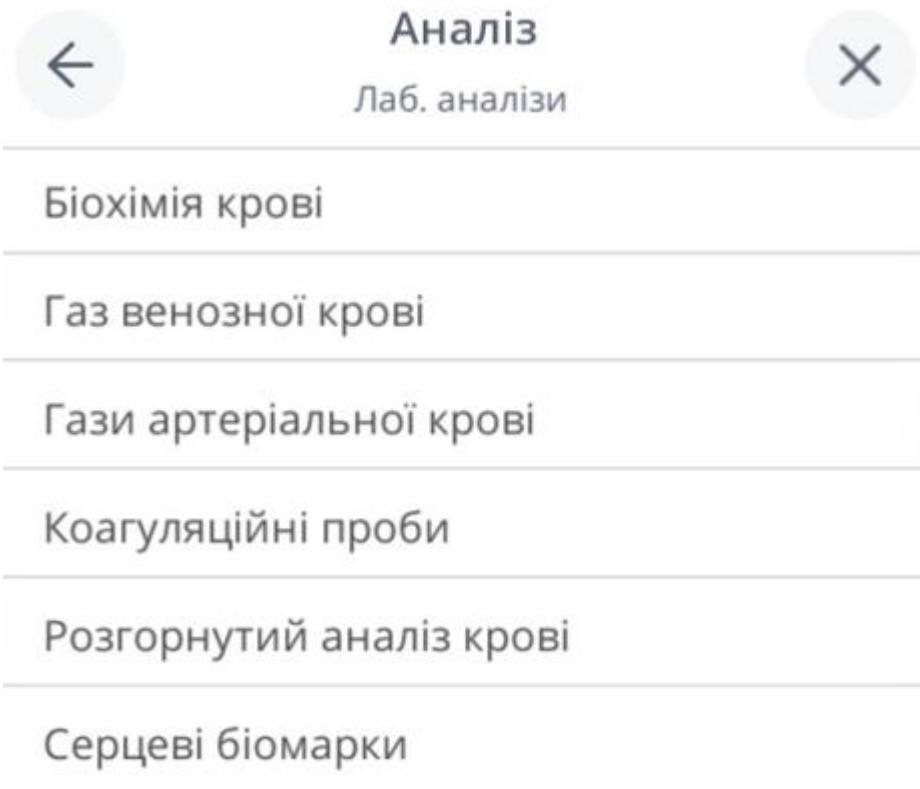 Аналіз
Лаб. аналізи
Біохімія крові
Газ венозної крові
Гази артеріальної крові
Коагуляційні проби
Розгорнутий аналіз крові
Серцеві біомарки